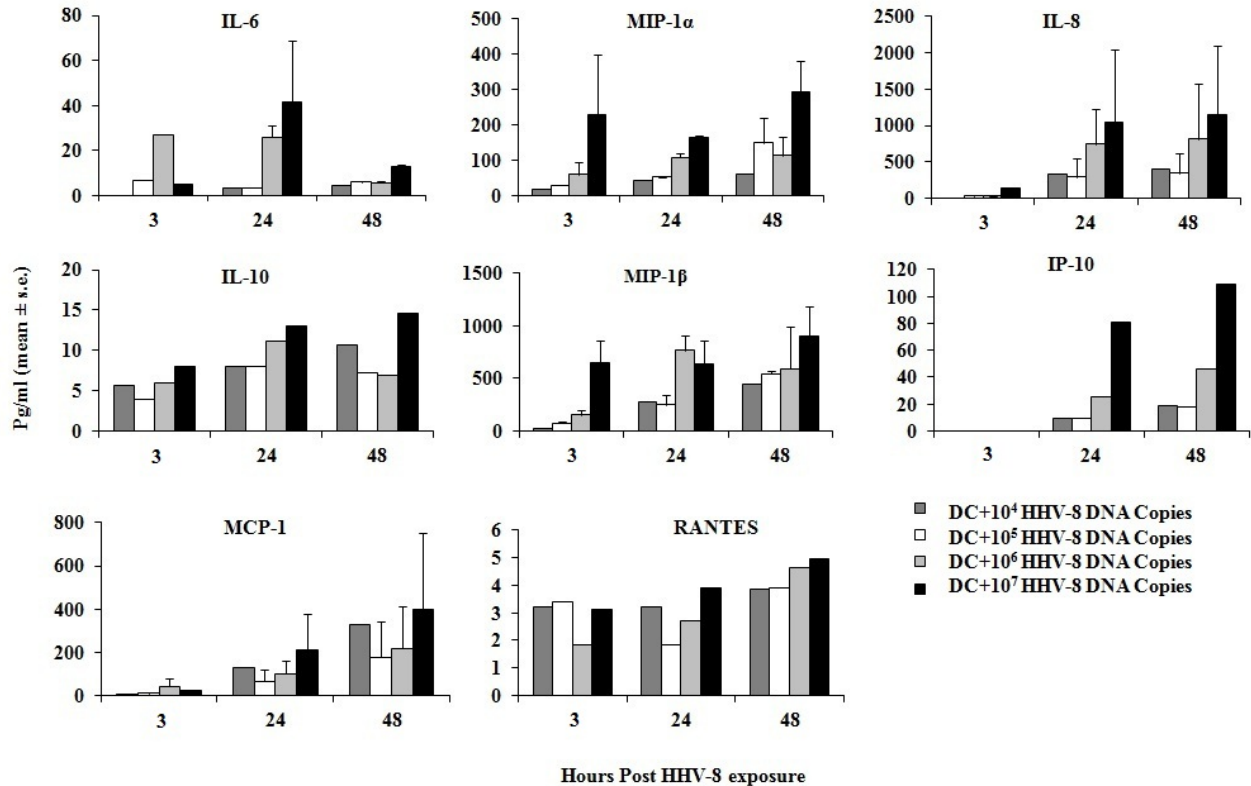 IL-6
80
60
40
20
0
3 24 48
MIP-1α
500
400
300
200
100
0
3 24 48
IL-8
2500
2000
1500
1000
500
0
3 24 48
Pg/ml (mean ± s.e.)
IL-10
20
15
10
5
0
3 24 48
MIP-1β
1500
1000
500
0
3 24 48
IP-10
120
100
80
60
40
20
0
3 24 48
MCP-1
800
600
400
200
0
3 24 48
RANTES
6
5
4
3
2
1
0
3 24 48
DC+10⁴ HHV-8 DNA Copies
DC+10⁵ HHV-8 DNA Copies
DC+10⁶ HHV-8 DNA Copies
DC+10⁷ HHV-8 DNA Copies
Hours Post HHV-8 exposure